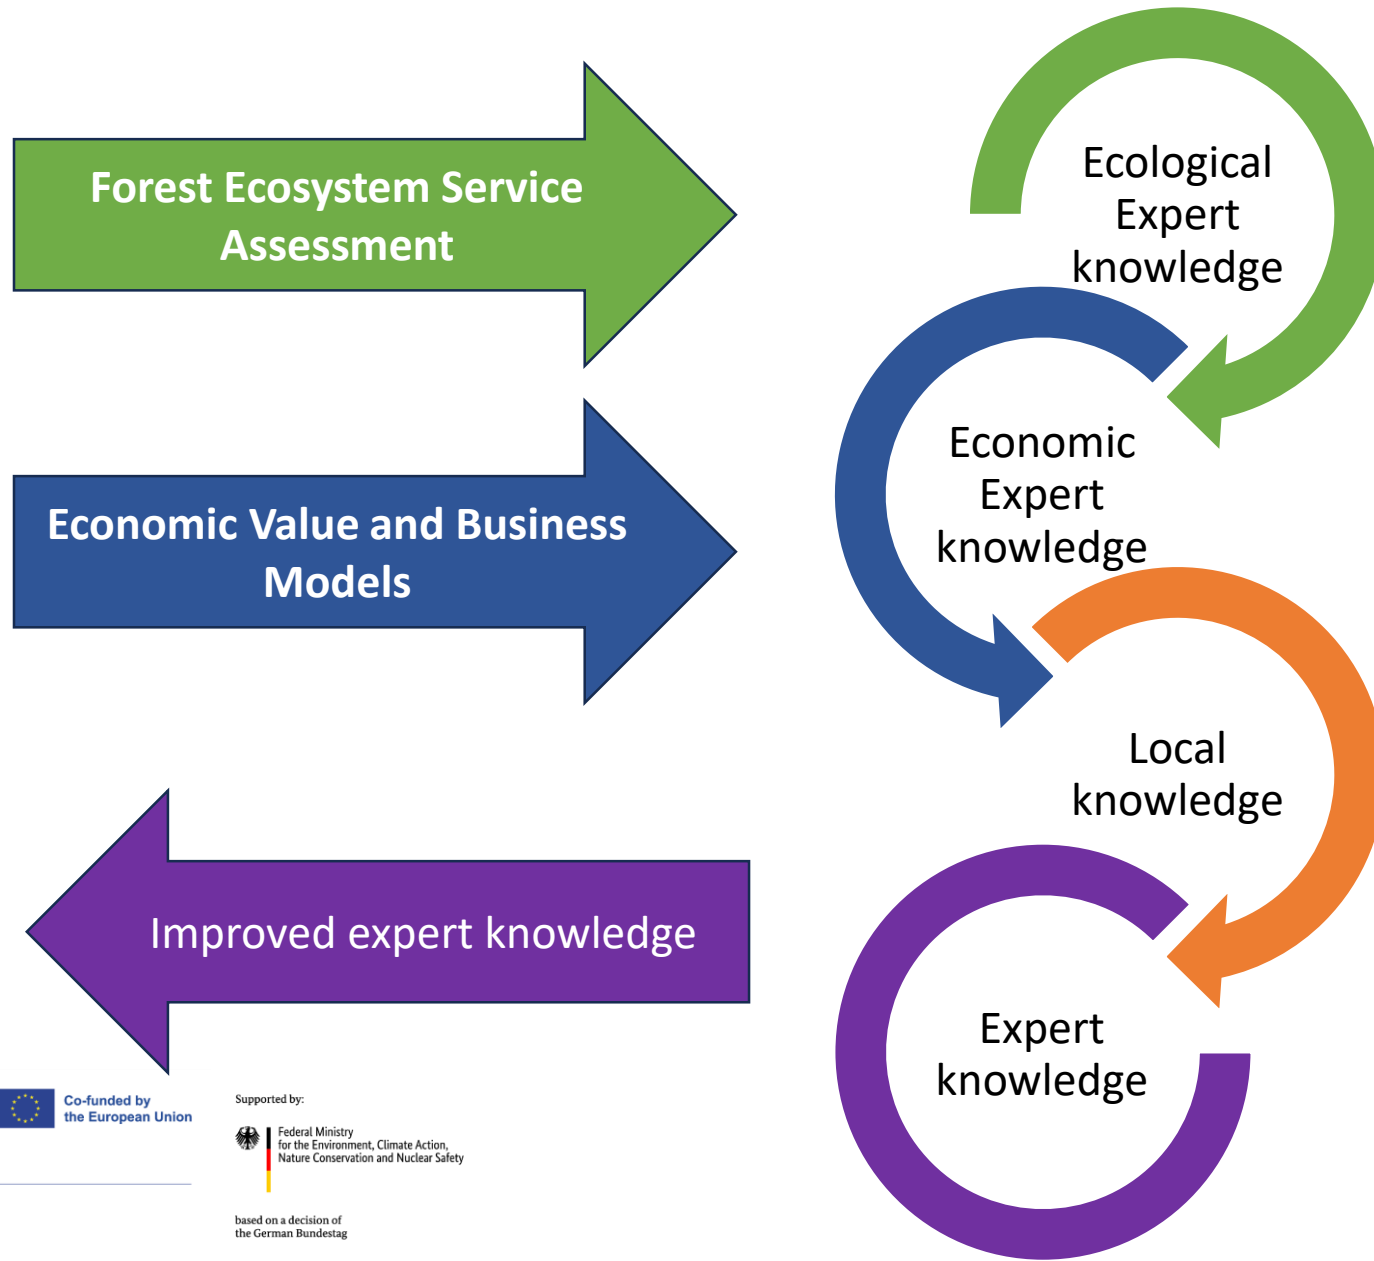 Forest Ecosystem Service
Assessment
Ecological
Expert
knowledge
Economic Value and Business
Models
Economic
Expert
knowledge
Local
knowledge
Improved expert knowledge
Expert
knowledge
Co-funded by
the European Union
Supported by:
Federal Ministry
for the Environment, Climate Action,
Nature Conservation and Nuclear Safety
based on a decision of
the German Bundestag